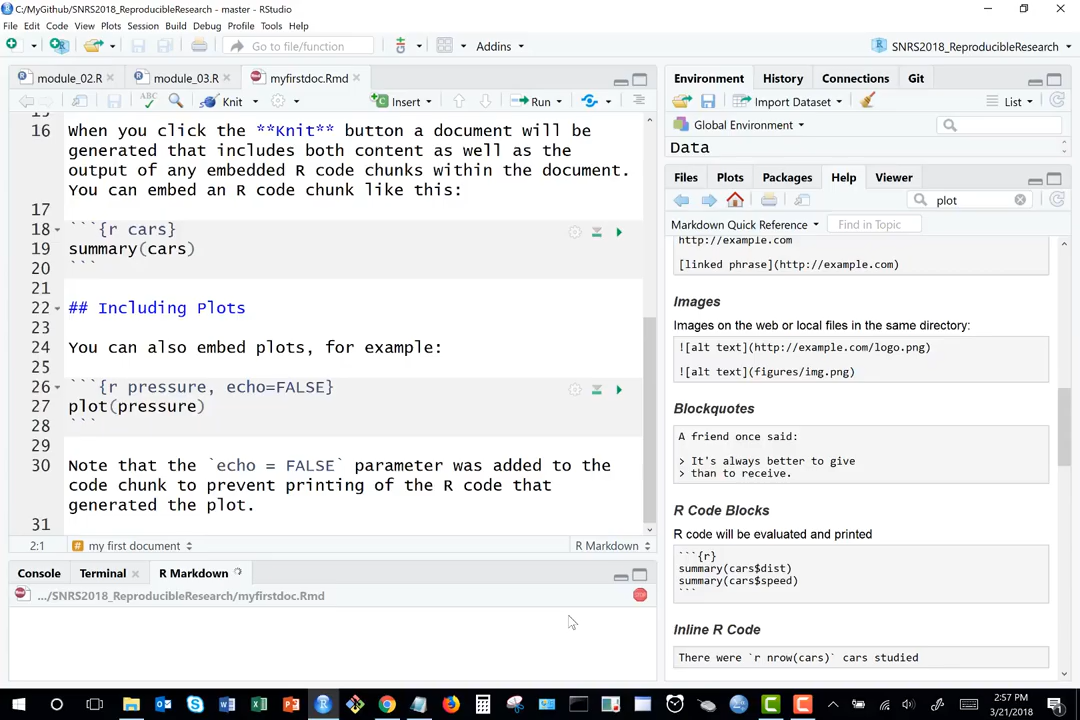 C:/MyGithub/SNRS2018_ReproducibleResearch - master - RStudio
File Edit Code View Plots Session Build Debug Profile Tools Help
Go to file/function
Addins
SNRS2018_ReproducibleResearch
module_02.R
module_03.R
myfirstdoc.Rmd
ABC
Knit
Insert
Run
16 When you click the **Knit** button a document will be
generated that includes both content as well as the
output of any embedded R code chunks within the document.
You can embed an R code chunk like this:
17
18 ```{r cars}
19 summary(cars)
20 ```
21
22 ## Including Plots
23
24 You can also embed plots, for example:
25
26 ```{r pressure, echo=FALSE}
27 plot(pressure)
28 ```
29
30 Note that the `echo = FALSE` parameter was added to the
code chunk to prevent printing of the R code that
generated the plot.
31
2:1 my first document R Markdown
Console Terminal R Markdown
.../SNRS2018_ReproducibleResearch/myfirstdoc.Rmd
Environment History Connections Git
Import Dataset List
Global Environment
Data
Files Plots Packages Help Viewer
plot
Markdown Quick Reference Find in Topic
http://example.com
[linked phrase](http://example.com)
Images
Images on the web or local files in the same directory:
![alt text](http://example.com/logo.png)
![alt text](figures/img.png)
Blockquotes
A friend once said:
> It's always better to give
> than to receive.
R Code Blocks
R code will be evaluated and printed
```{r}
summary(cars$dist)
summary(cars$speed)
```
Inline R Code
There were `r nrow(cars)` cars studied
2:57 PM
3/21/2018